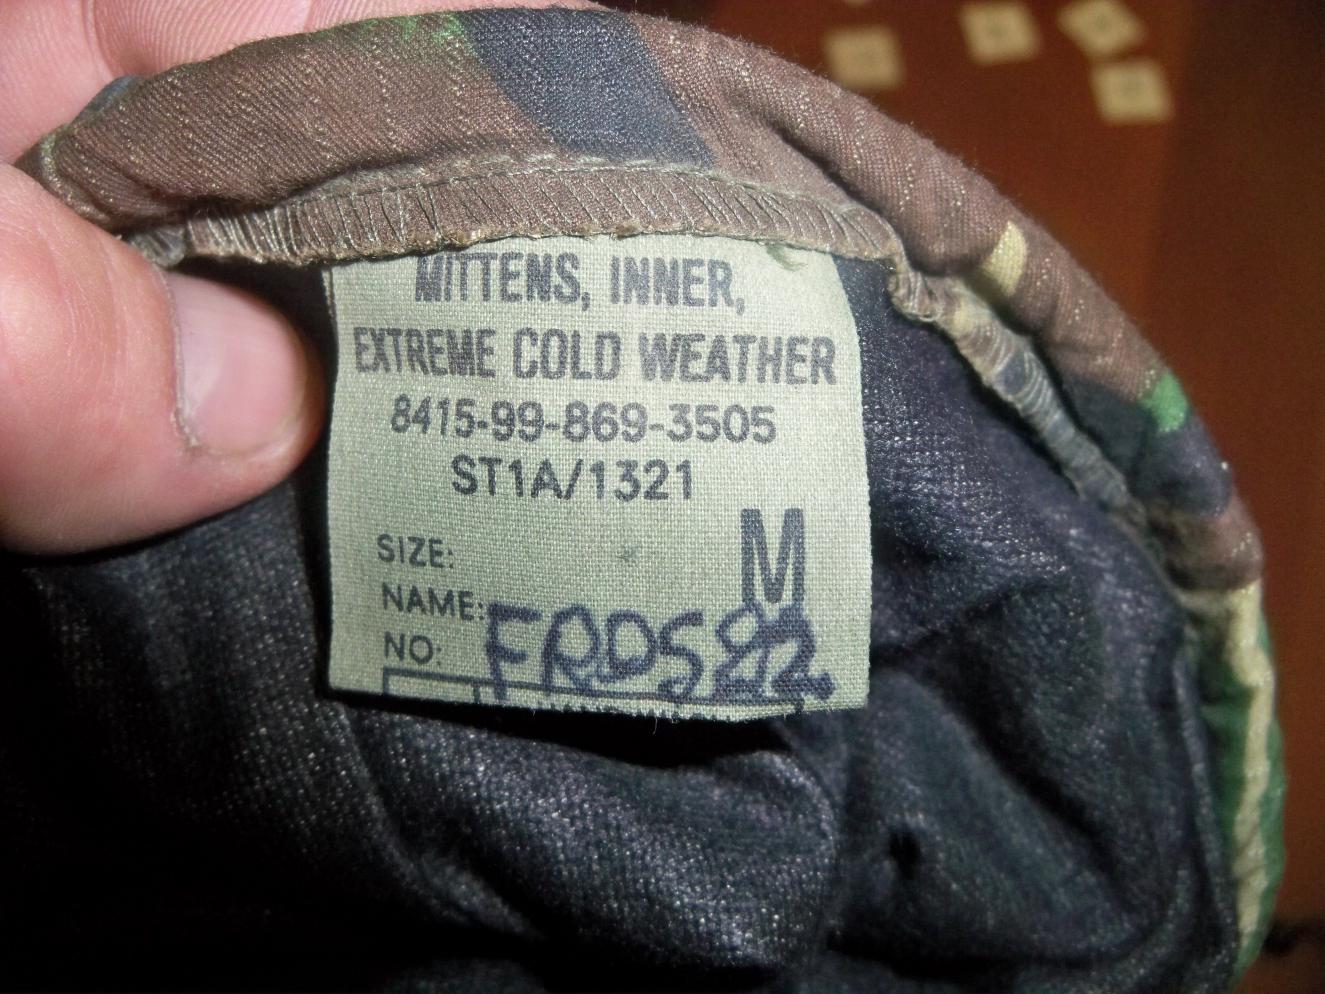 MITTENS, INNER,
EXTREME COLD WEATHER
8415-99-869-3505
ST1A/1321
SIZE: M
NAME:
NO: